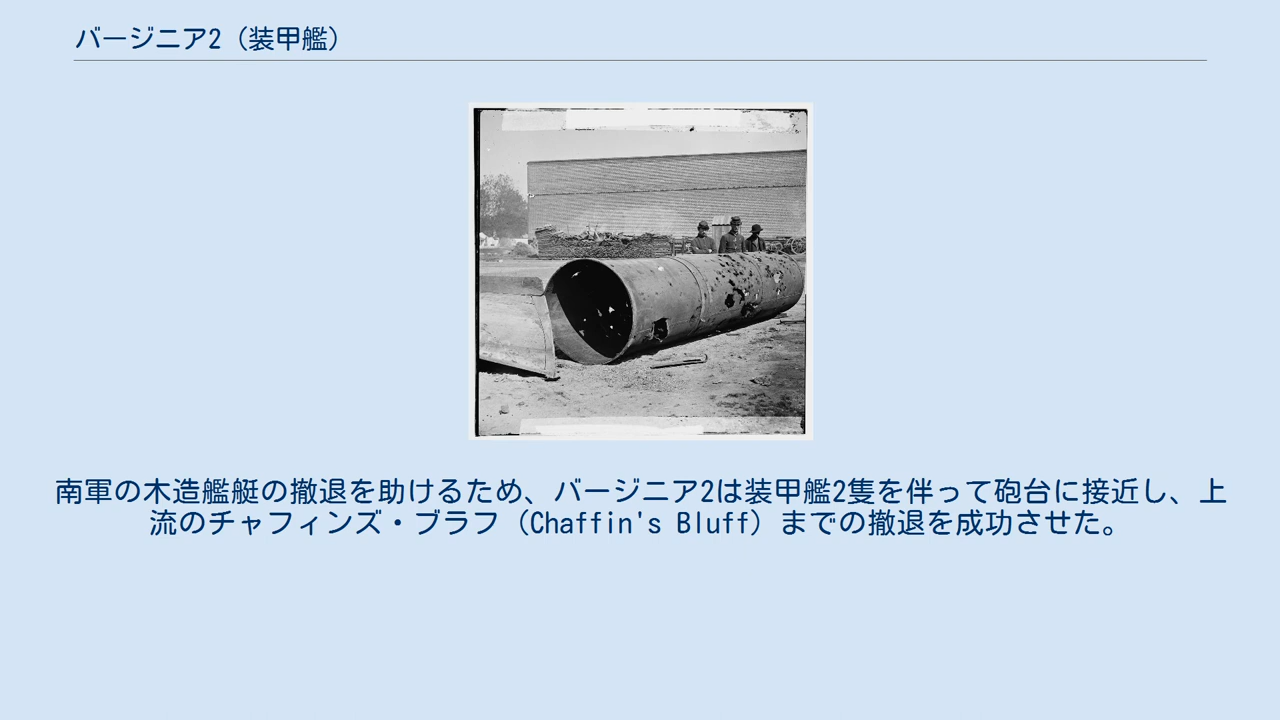 バージニア2（装甲艦）
南軍の木造艦艇の撤退を助けるため、バージニア2は装甲艦2隻を伴って砲台に接近し、上
流のチャフィンズ・ブラフ（Chaffin's Bluff）までの撤退を成功させた。